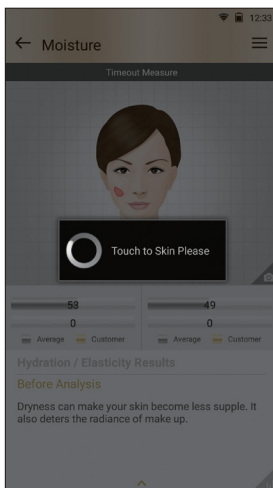 12:33
Moisture
Timeout Measure
Touch to Skin Please
53
49
0
0
Average Customer
Average Customer
Hydration / Elasticity Results
Before Analysis
Dryness can make your skin become less supple. It
also deters the radiance of make up.